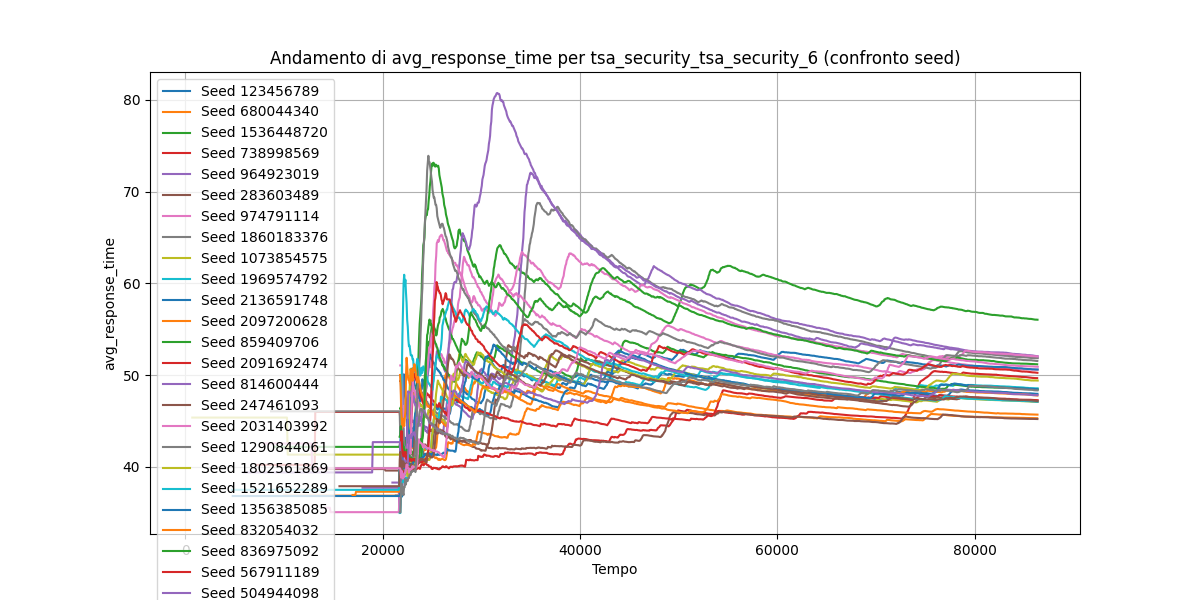 Andamento di avg_response_time per tsa_security_tsa_security_6 (confronto seed)
80
70
60
50
40
avg_response_time
Seed 123456789
Seed 680044340
Seed 1536448720
Seed 738998569
Seed 964923019
Seed 283603489
Seed 974791114
Seed 1860183376
Seed 1073854575
Seed 1969574792
Seed 2136591748
Seed 2097200628
Seed 859409706
Seed 2091692474
Seed 814600444
Seed 247461093
Seed 2031403992
Seed 1290844061
Seed 1802561869
Seed 1521652289
Seed 1356385085
Seed 832054032
Seed 836975092
Seed 567911189
Seed 504944098
0
20000
40000
60000
80000
Tempo